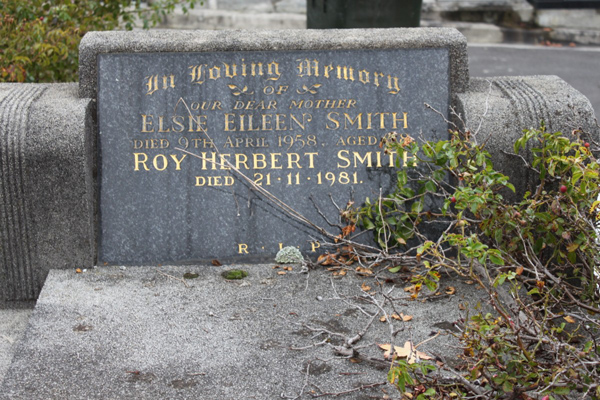 In Loving Memory
OF
OUR DEAR MOTHER
ELSIE EILEEN SMITH
DIED 9TH APRIL 1958, AGED
ROY HERBERT SMITH
DIED 21·11·1981.
R. I. P.